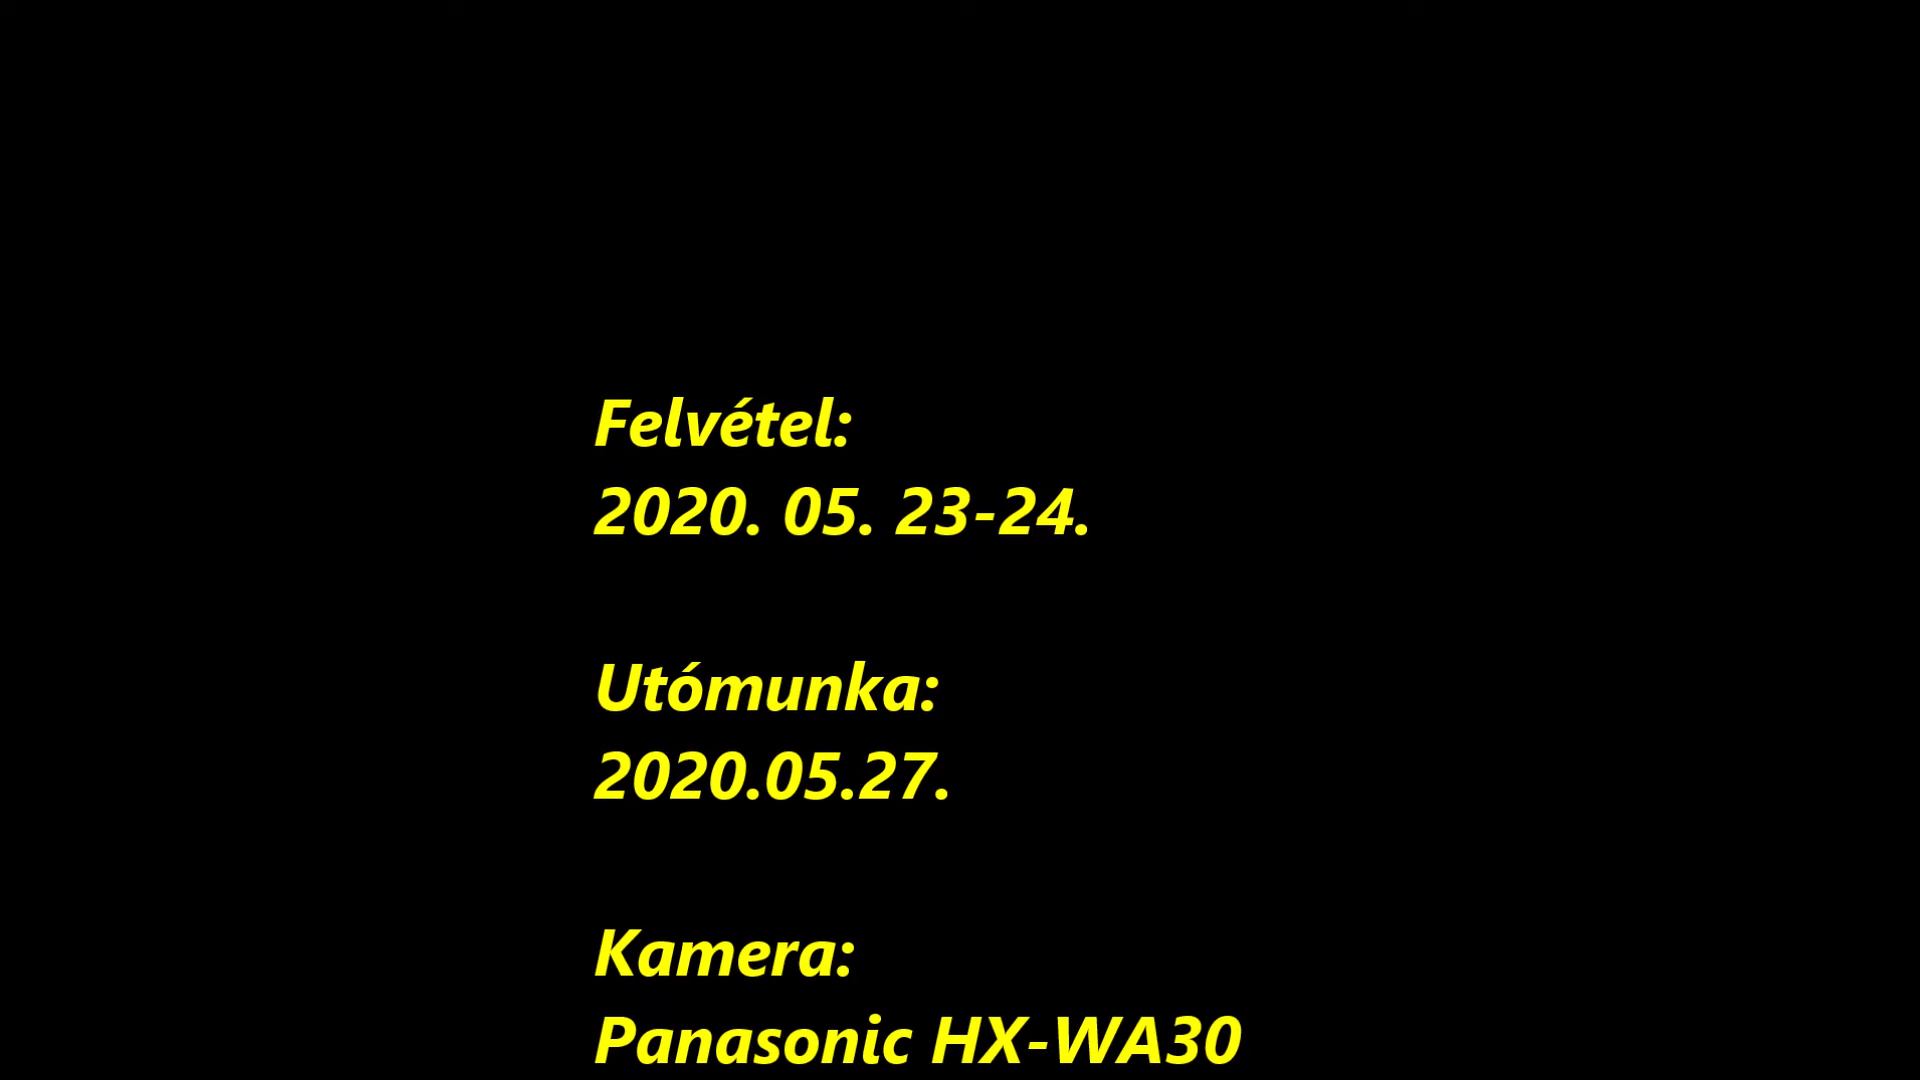 Felvétel:
2020. 05. 23-24.
Utómunka:
2020.05.27.
Kamera:
Panasonic HX-WA30